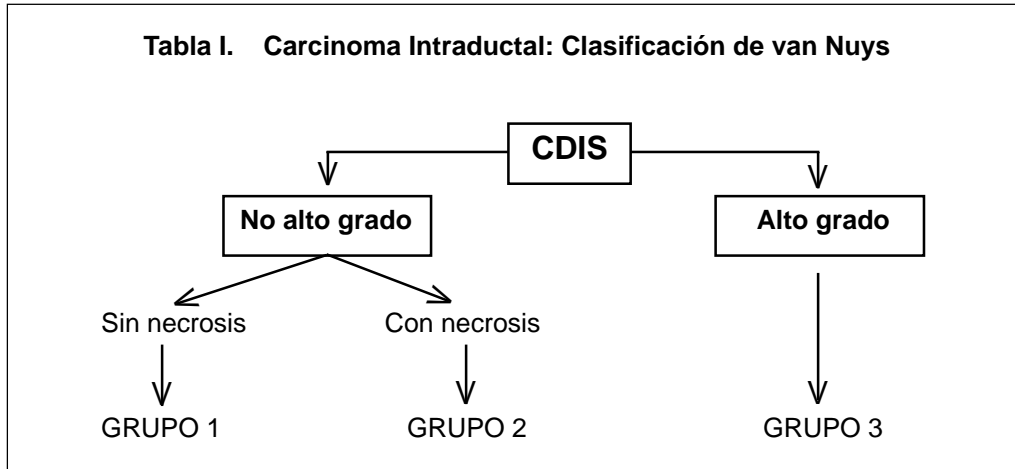 Tabla I. Carcinoma Intraductal: Clasificación de van Nuys
CDIS
No alto grado
Alto grado
Sin necrosis
Con necrosis
GRUPO 1
GRUPO 2
GRUPO 3